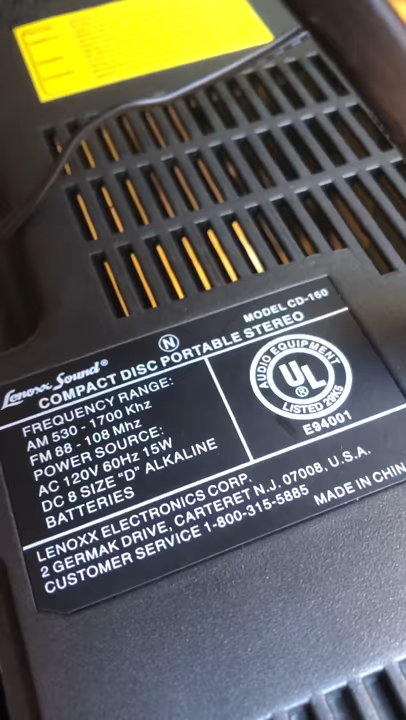 Lenoxx Sound®
N
MODEL CD-160
COMPACT DISC PORTABLE STEREO
FREQUENCY RANGE:
AM 530 - 1700 Khz
FM 88 - 108 Mhz
POWER SOURCE:
AC 120V 60Hz 15W
DC 8 SIZE "D" ALKALINE
BATTERIES
AUDIO EQUIPMENT
UL
®
LISTED 29K5
E94001
LENOXX ELECTRONICS CORP.
2 GERMAK DRIVE, CARTERET N.J. 07008, U.S.A.
CUSTOMER SERVICE 1-800-315-5885
MADE IN CHIN